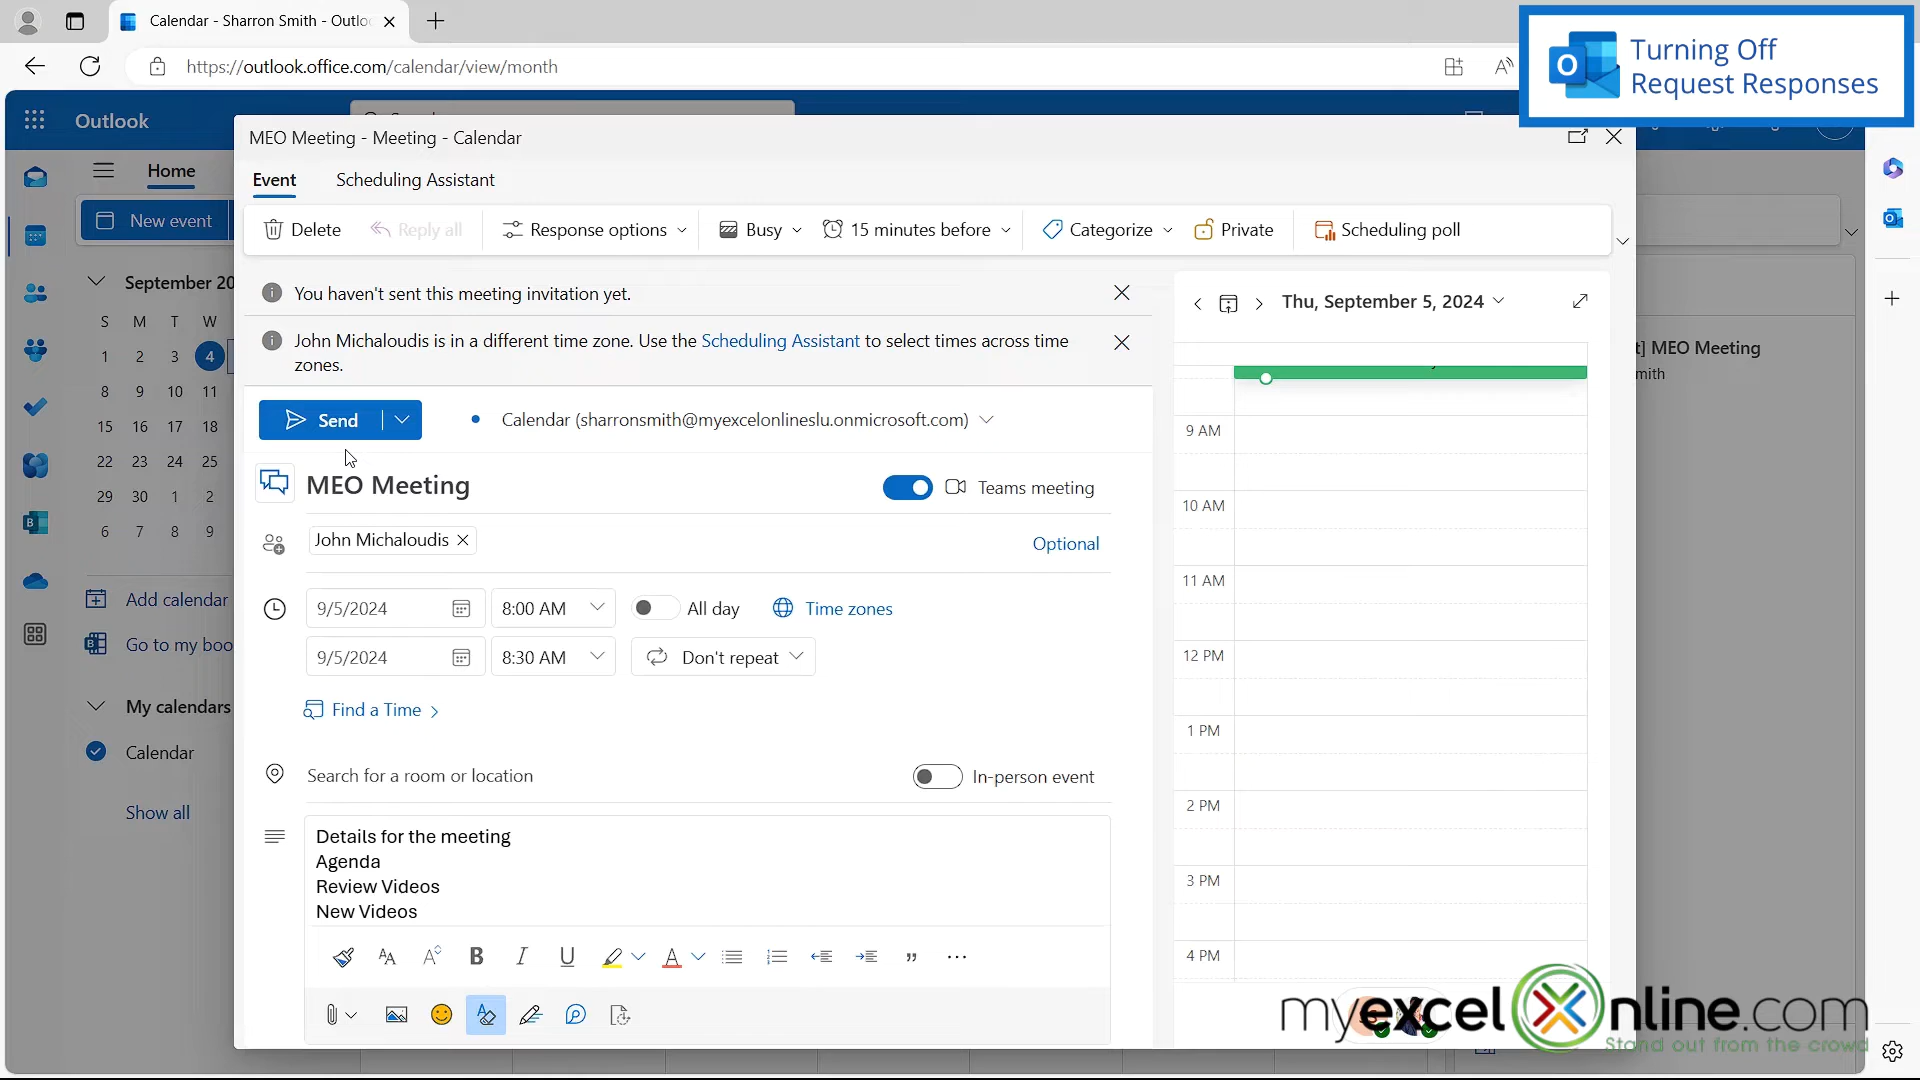 Calendar - Sharron Smith - Outlo
https://outlook.office.com/calendar/view/month
Turning Off
Request Responses
Outlook
Home
New event
September 20
S M T W
1 2 3 4
8 9 10 11
15 16 17 18
22 23 24 25
29 30 1 2
6 7 8 9
Add calendar
Go to my boo
My calendars
Calendar
Show all
MEO Meeting - Meeting - Calendar
Event Scheduling Assistant
Delete Reply all Response options Busy 15 minutes before Categorize Private Scheduling poll
You haven't sent this meeting invitation yet.
John Michaloudis is in a different time zone. Use the Scheduling Assistant to select times across time
zones.
Send Calendar (sharronsmith@myexcelonlineslu.onmicrosoft.com)
MEO Meeting
Teams meeting
John Michaloudis
Optional
9/5/2024 8:00 AM All day Time zones
9/5/2024 8:30 AM Don't repeat
Find a Time
Search for a room or location
In-person event
Details for the meeting
Agenda
Review Videos
New Videos
Thu, September 5, 2024
9 AM
10 AM
11 AM
12 PM
1 PM
2 PM
3 PM
4 PM
t] MEO Meeting
mith
myexcelonline.com
Stand out from the crowd